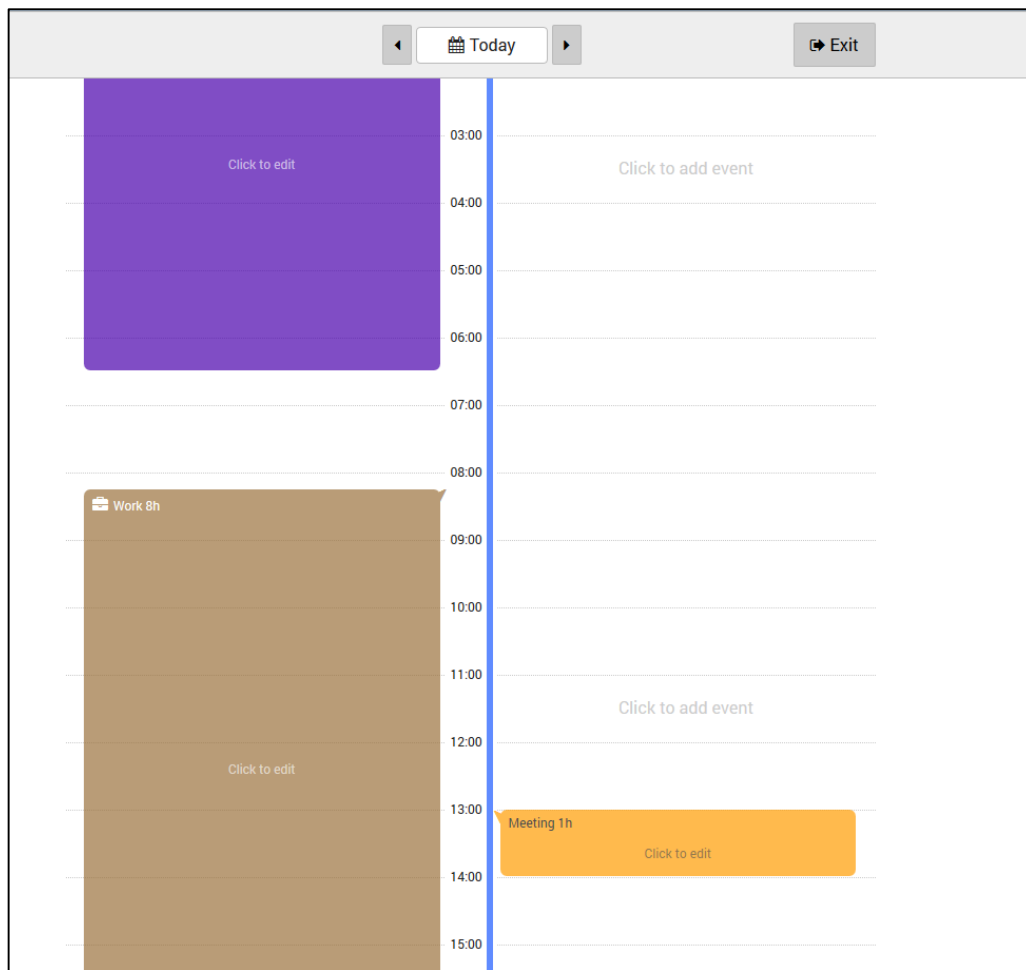 Today
Exit
03:00
Click to edit
Click to add event
04:00
05:00
06:00
07:00
08:00
Work 8h
09:00
10:00
11:00
Click to add event
12:00
Click to edit
13:00
Meeting 1h
Click to edit
14:00
15:00